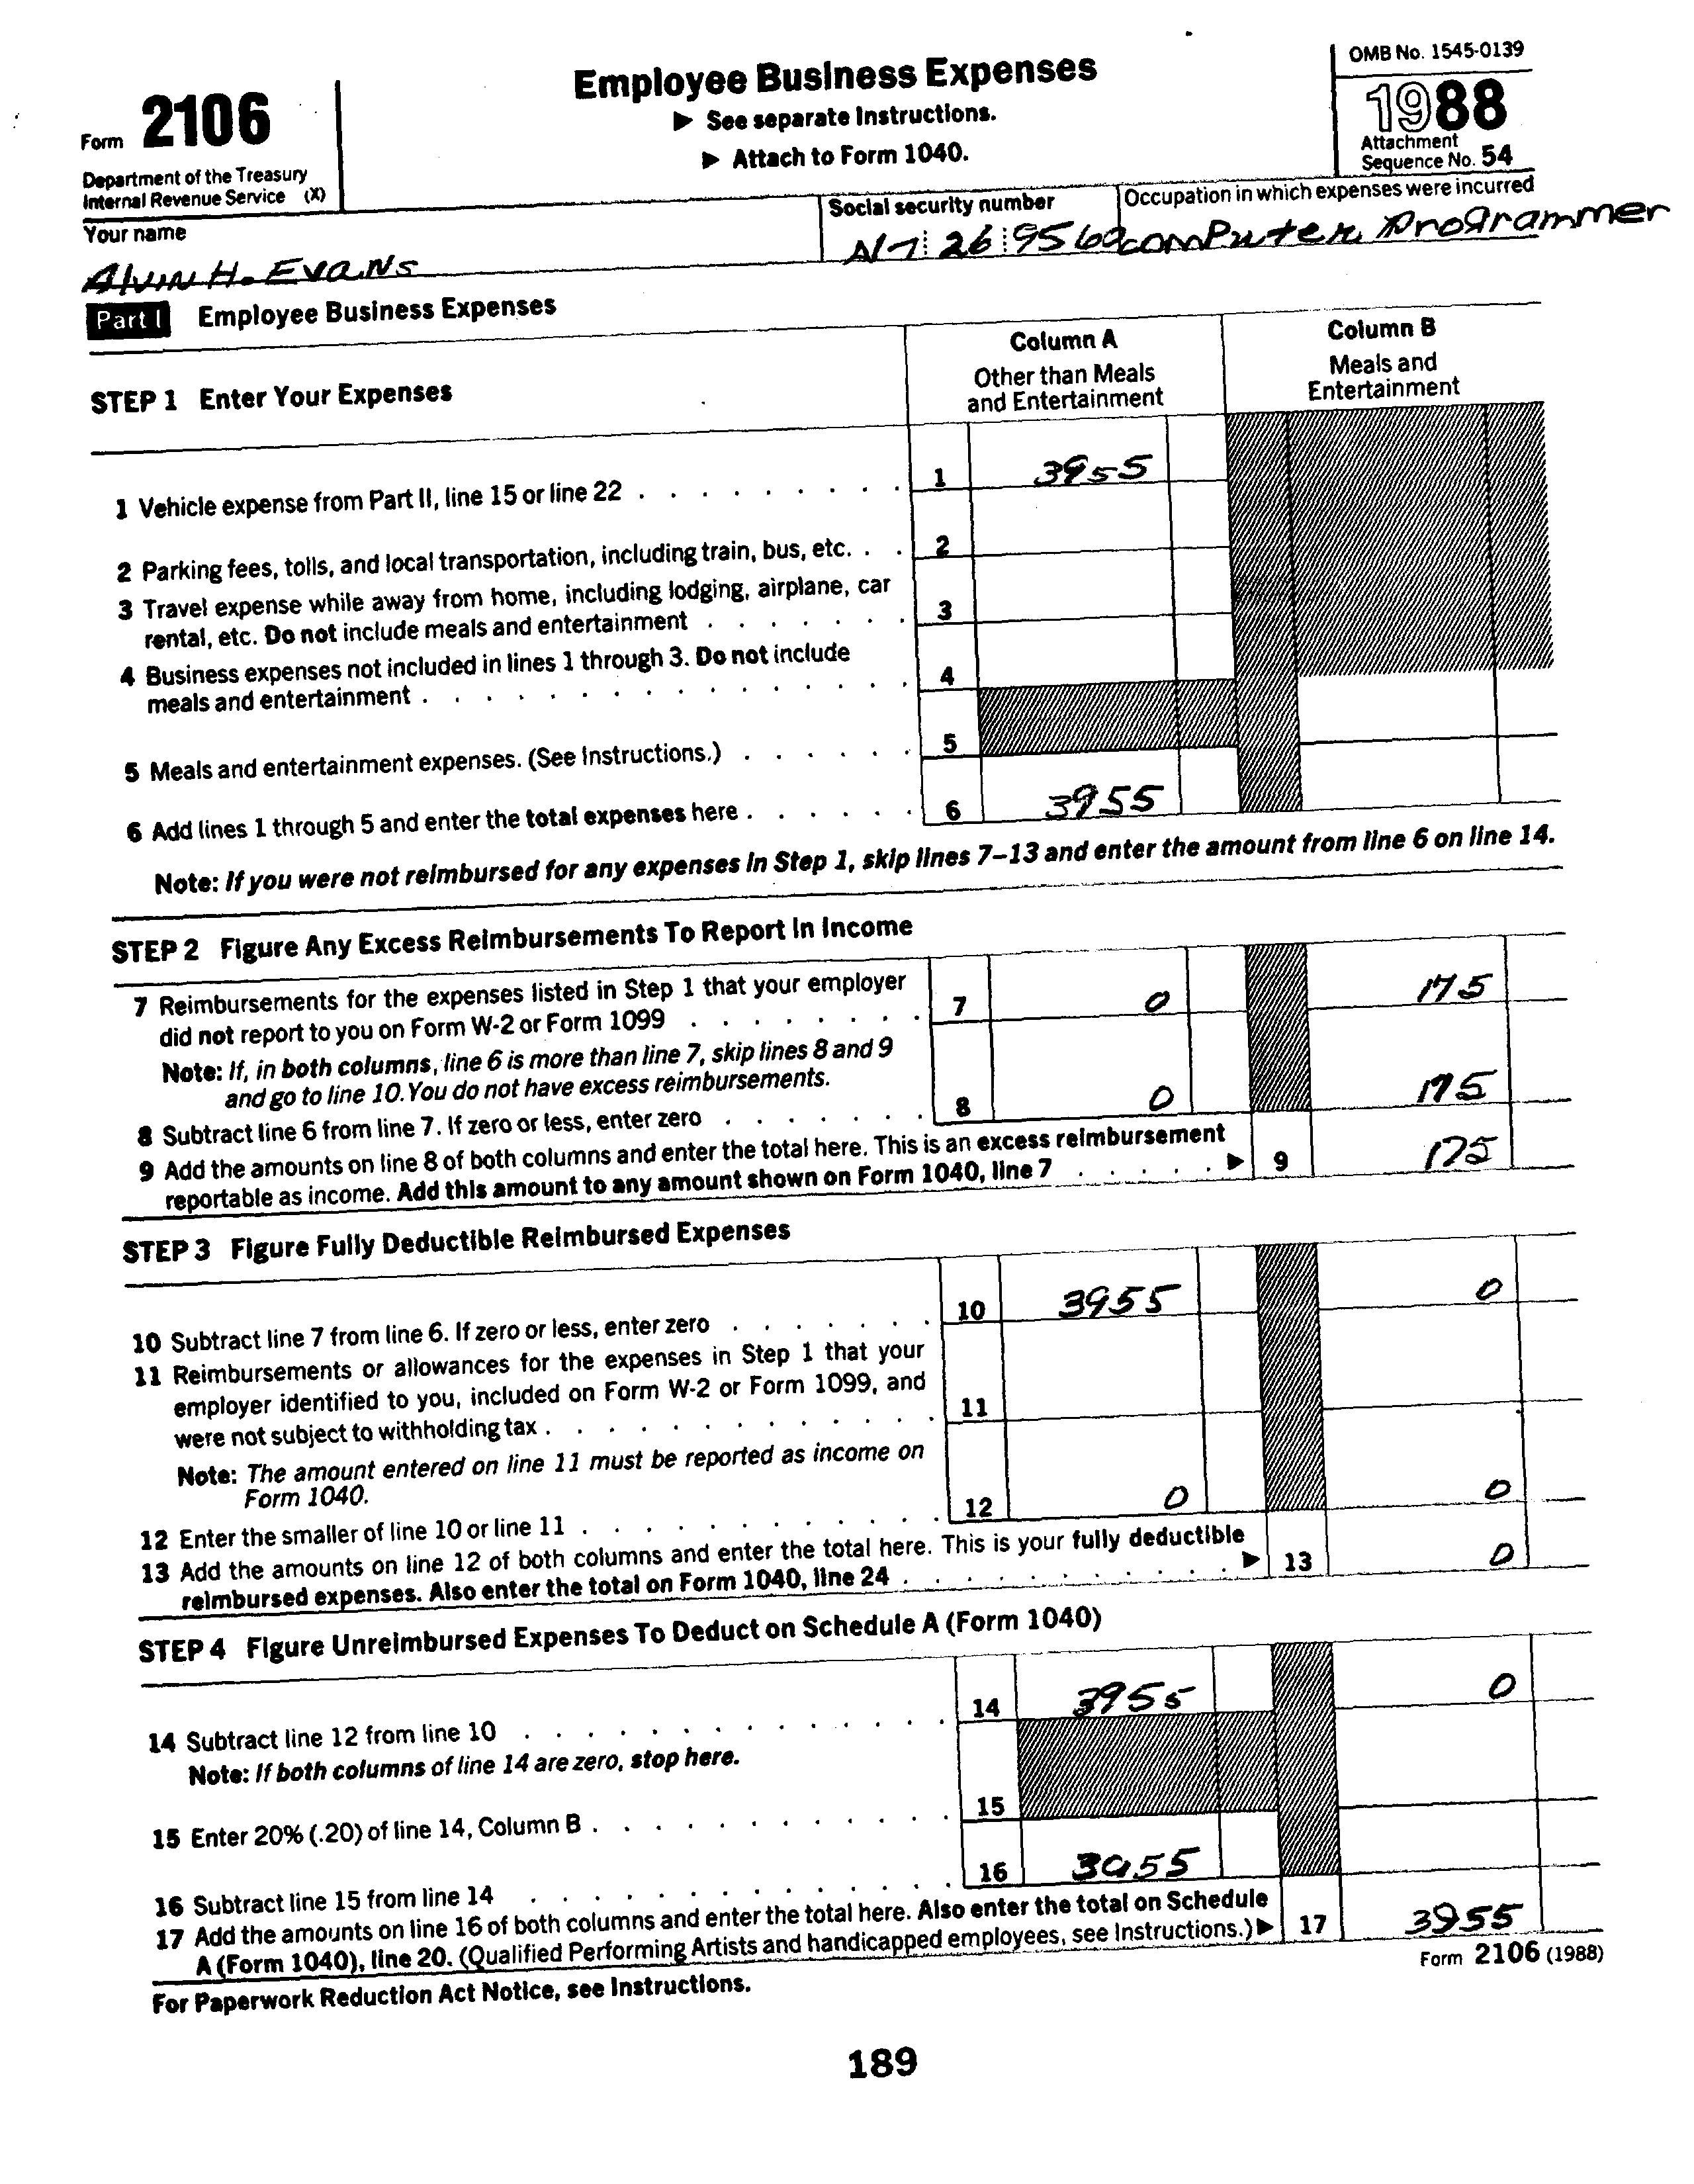 Form 2106
Department of the Treasury
Internal Revenue Service (X)
Employee Business Expenses
▶ See separate Instructions.
▶ Attach to Form 1040.
OMB No. 1545-0139
1988
Attachment
Sequence No. 54
Your name
Alvin H. Evans
Social security number
26 956
Occupation in which expenses were incurred
computer Programmer
Part I Employee Business Expenses
STEP 1 Enter Your Expenses
Column A
Other than Meals
and Entertainment
Column B
Meals and
Entertainment
1 Vehicle expense from Part II, line 15 or line 22 . . . . . . . . . 1 3955
2 Parking fees, tolls, and local transportation, including train, bus, etc. . . 2
3 Travel expense while away from home, including lodging, airplane, car
rental, etc. Do not include meals and entertainment . . . . . . . 3
4 Business expenses not included in lines 1 through 3. Do not include
meals and entertainment . . . . . . . . . . . . . . . . 4
5 Meals and entertainment expenses. (See Instructions.) . . . . . . 5
6 Add lines 1 through 5 and enter the total expenses here . . . . . . 6 3955
Note: If you were not reimbursed for any expenses in Step 1, skip lines 7–13 and enter the amount from line 6 on line 14.
STEP 2 Figure Any Excess Reimbursements To Report in Income
7 Reimbursements for the expenses listed in Step 1 that your employer
did not report to you on Form W-2 or Form 1099 . . . . . . . . 7 0 175
Note: If, in both columns, line 6 is more than line 7, skip lines 8 and 9
and go to line 10. You do not have excess reimbursements.
8 Subtract line 6 from line 7. If zero or less, enter zero . . . . . . . 8 0 175
9 Add the amounts on line 8 of both columns and enter the total here. This is an excess reimbursement
reportable as income. Add this amount to any amount shown on Form 1040, line 7 . . . . . ▶ 9 175
STEP 3 Figure Fully Deductible Reimbursed Expenses
10 Subtract line 7 from line 6. If zero or less, enter zero . . . . . . . 10 3955 0
11 Reimbursements or allowances for the expenses in Step 1 that your
employer identified to you, included on Form W-2 or Form 1099, and
were not subject to withholding tax . . . . . . . . . . . . . 11
Note: The amount entered on line 11 must be reported as income on
Form 1040.
12 Enter the smaller of line 10 or line 11 . . . . . . . . . . . . 12 0 0
13 Add the amounts on line 12 of both columns and enter the total here. This is your fully deductible
reimbursed expenses. Also enter the total on Form 1040, line 24 . . . . . . . . . . . ▶ 13 0
STEP 4 Figure Unreimbursed Expenses To Deduct on Schedule A (Form 1040)
14 Subtract line 12 from line 10 . . . . . . . . . . . . . . 14 3955 0
Note: If both columns of line 14 are zero, stop here.
15 Enter 20% (.20) of line 14, Column B . . . . . . . . . . . . 15
16 Subtract line 15 from line 14 . . . . . . . . . . . . . . 16 3955
17 Add the amounts on line 16 of both columns and enter the total here. Also enter the total on Schedule
A (Form 1040), line 20. (Qualified Performing Artists and handicapped employees, see Instructions.) ▶ 17 3955
For Paperwork Reduction Act Notice, see Instructions.
Form 2106 (1988)
189